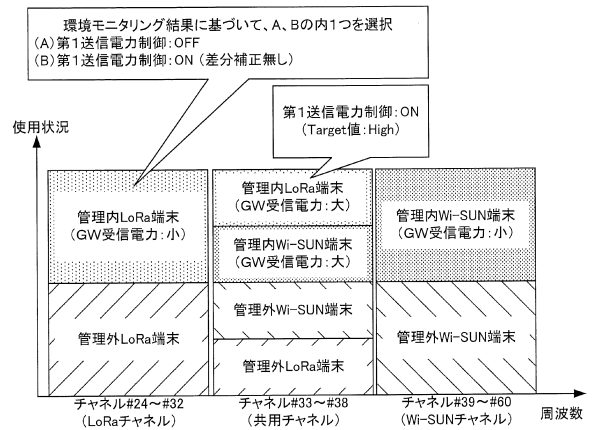 環境モニタリング結果に基づいて、A、Bの内1つを選択
(A)第1送信電力制御:OFF
(B)第1送信電力制御:ON (差分補正無し)
第1送信電力制御:ON
(Target値:High)
使用状況
管理内LoRa端末
(GW受信電力:小)
管理内LoRa端末
(GW受信電力:大)
管理内Wi-SUN端末
(GW受信電力:大)
管理内Wi-SUN端末
(GW受信電力:小)
管理外LoRa端末
管理外Wi-SUN端末
管理外LoRa端末
管理外Wi-SUN端末
チャネル#24~#32
(LoRaチャネル)
チャネル#33~#38
(共用チャネル)
チャネル#39~#60
(Wi-SUNチャネル)
周波数